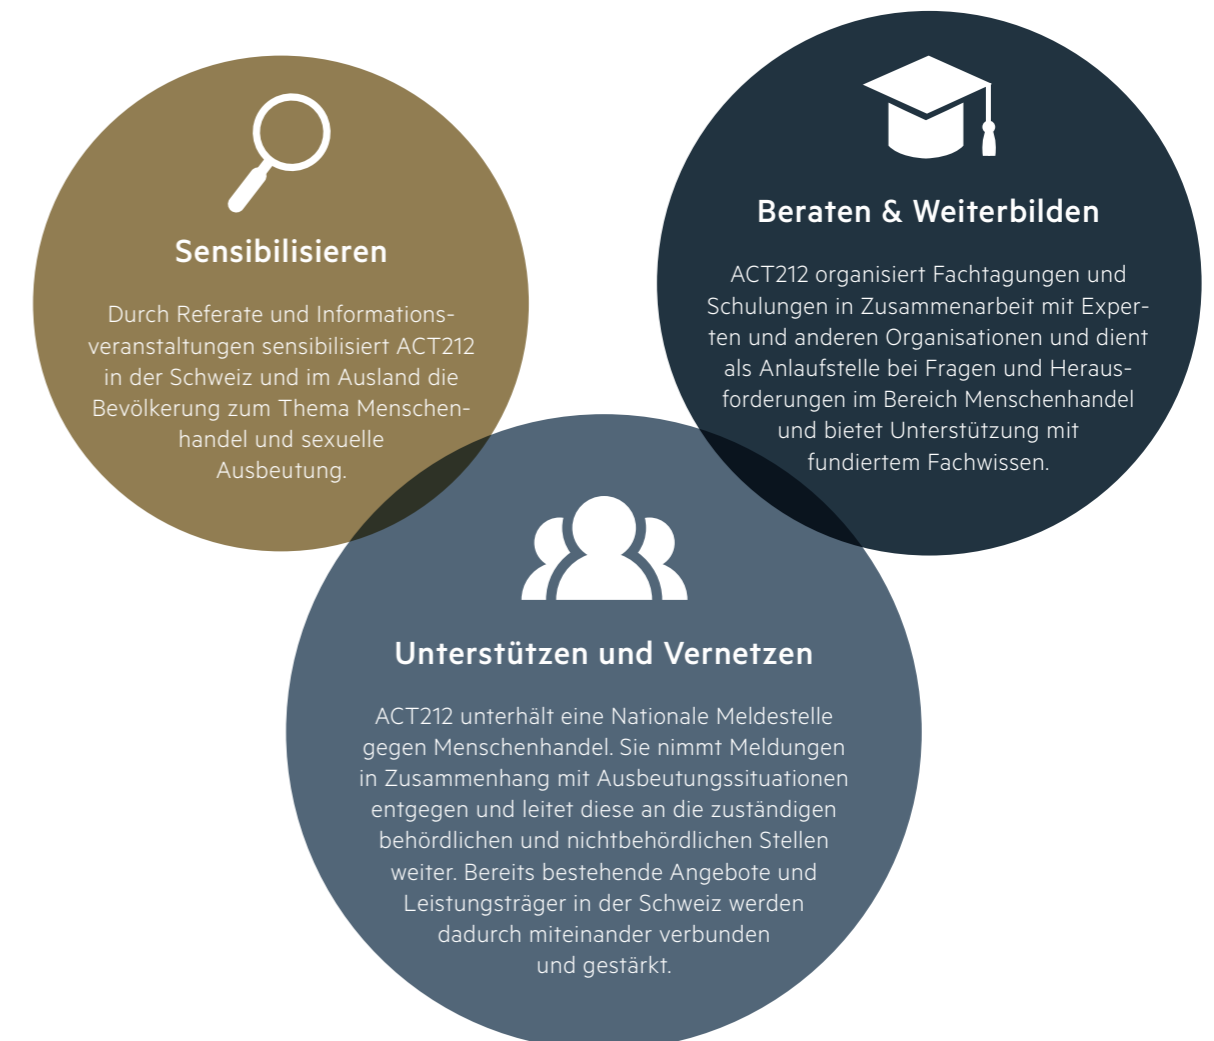 Sensibilisieren
Durch Referate und Informations-
veranstaltungen sensibilisiert ACT212
in der Schweiz und im Ausland die
Bevölkerung zum Thema Menschen-
handel und sexuelle
Ausbeutung.
Beraten & Weiterbilden
ACT212 organisiert Fachtagungen und
Schulungen in Zusammenarbeit mit Exper-
ten und anderen Organisationen und dient
als Anlaufstelle bei Fragen und Heraus-
forderungen im Bereich Menschenhandel
und bietet Unterstützung mit
fundiertem Fachwissen.
Unterstützen und Vernetzen
ACT212 unterhält eine Nationale Meldestelle
gegen Menschenhandel. Sie nimmt Meldungen
in Zusammenhang mit Ausbeutungssituationen
entgegen und leitet diese an die zuständigen
behördlichen und nichtbehördlichen Stellen
weiter. Bereits bestehende Angebote und
Leistungsträger in der Schweiz werden
dadurch miteinander verbunden
und gestärkt.